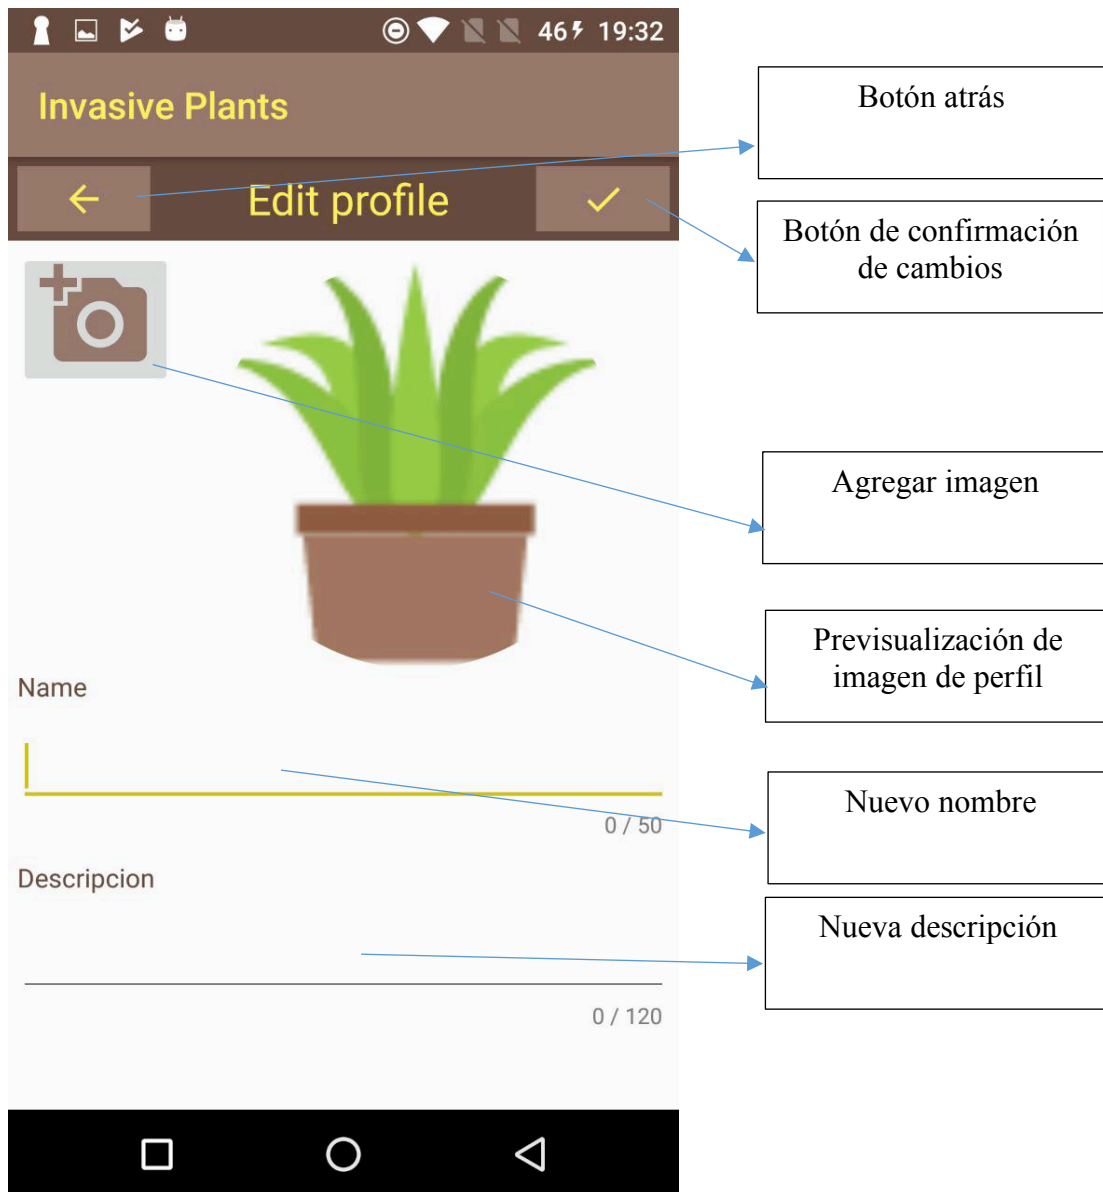 46 19:32
Invasive Plants
Edit profile
Name
0 / 50
Descripcion
0 / 120
Botón atrás
Botón de confirmación
de cambios
Agregar imagen
Previsualización de
imagen de perfil
Nuevo nombre
Nueva descripción